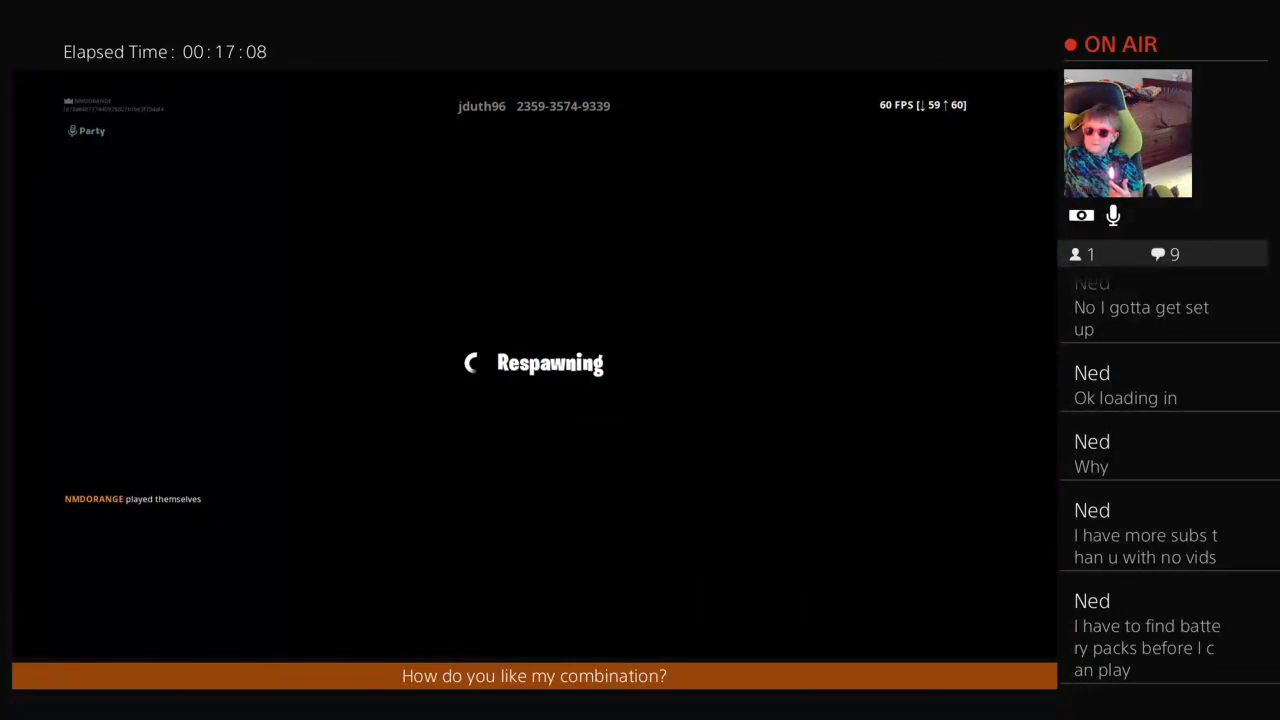 Elapsed Time: 00:17:08
ON AIR
NMDORANGE
Party
jduth96 2359-3574-9339
60 FPS [↓ 59 ↑ 60]
1
9
Ned
No I gotta get set
up
Ned
Ok loading in
Ned
Why
Ned
I have more subs t
han u with no vids
Ned
I have to find batte
ry packs before I c
an play
Respawning
NMDORANGE played themselves
How do you like my combination?